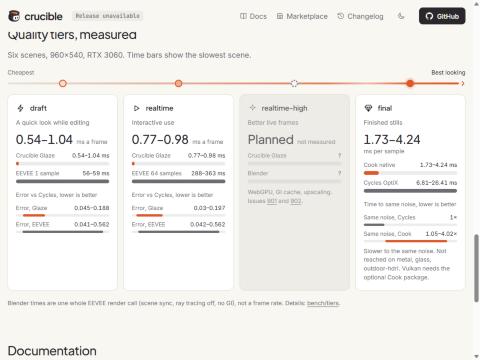 crucible
Release unavailable
Docs
Marketplace
Changelog
GitHub
Quality tiers, measured
Six scenes, 960×540, RTX 3060. Time bars show the slowest scene.
Cheapest
Best looking
draft
A quick look while editing
0.54–1.04 ms a frame
Crucible Glaze 0.54–1.04 ms
EEVEE 1 sample 56–59 ms
Error vs Cycles, lower is better
Error, Glaze 0.045–0.188
Error, EEVEE 0.041–0.562
realtime
Interactive use
0.77–0.98 ms a frame
Crucible Glaze 0.77–0.98 ms
EEVEE 64 samples 288–363 ms
Error vs Cycles, lower is better
Error, Glaze 0.03–0.197
Error, EEVEE 0.042–0.562
realtime-high
Better live frames
Planned not measured
Crucible Glaze ?
Blender ?
WebGPU, GI cache, upscaling.
Issues 901 and 902.
final
Finished stills
1.73–4.24
ms per sample
Cook native 1.73–4.24 ms
Cycles OptiX 6.81–26.41 ms
Time to same noise, lower is better
Same noise, Cycles 1×
Same noise, Cook 1.05–4.02×
Slower to the same noise. Not
reached on metal, glass,
outdoor-hdri. Vulkan needs the
optional Cook package.
Blender times are one whole EEVEE render call (scene sync, ray tracing off, no GI), not a frame rate. Details: bench/tiers.
Documentation